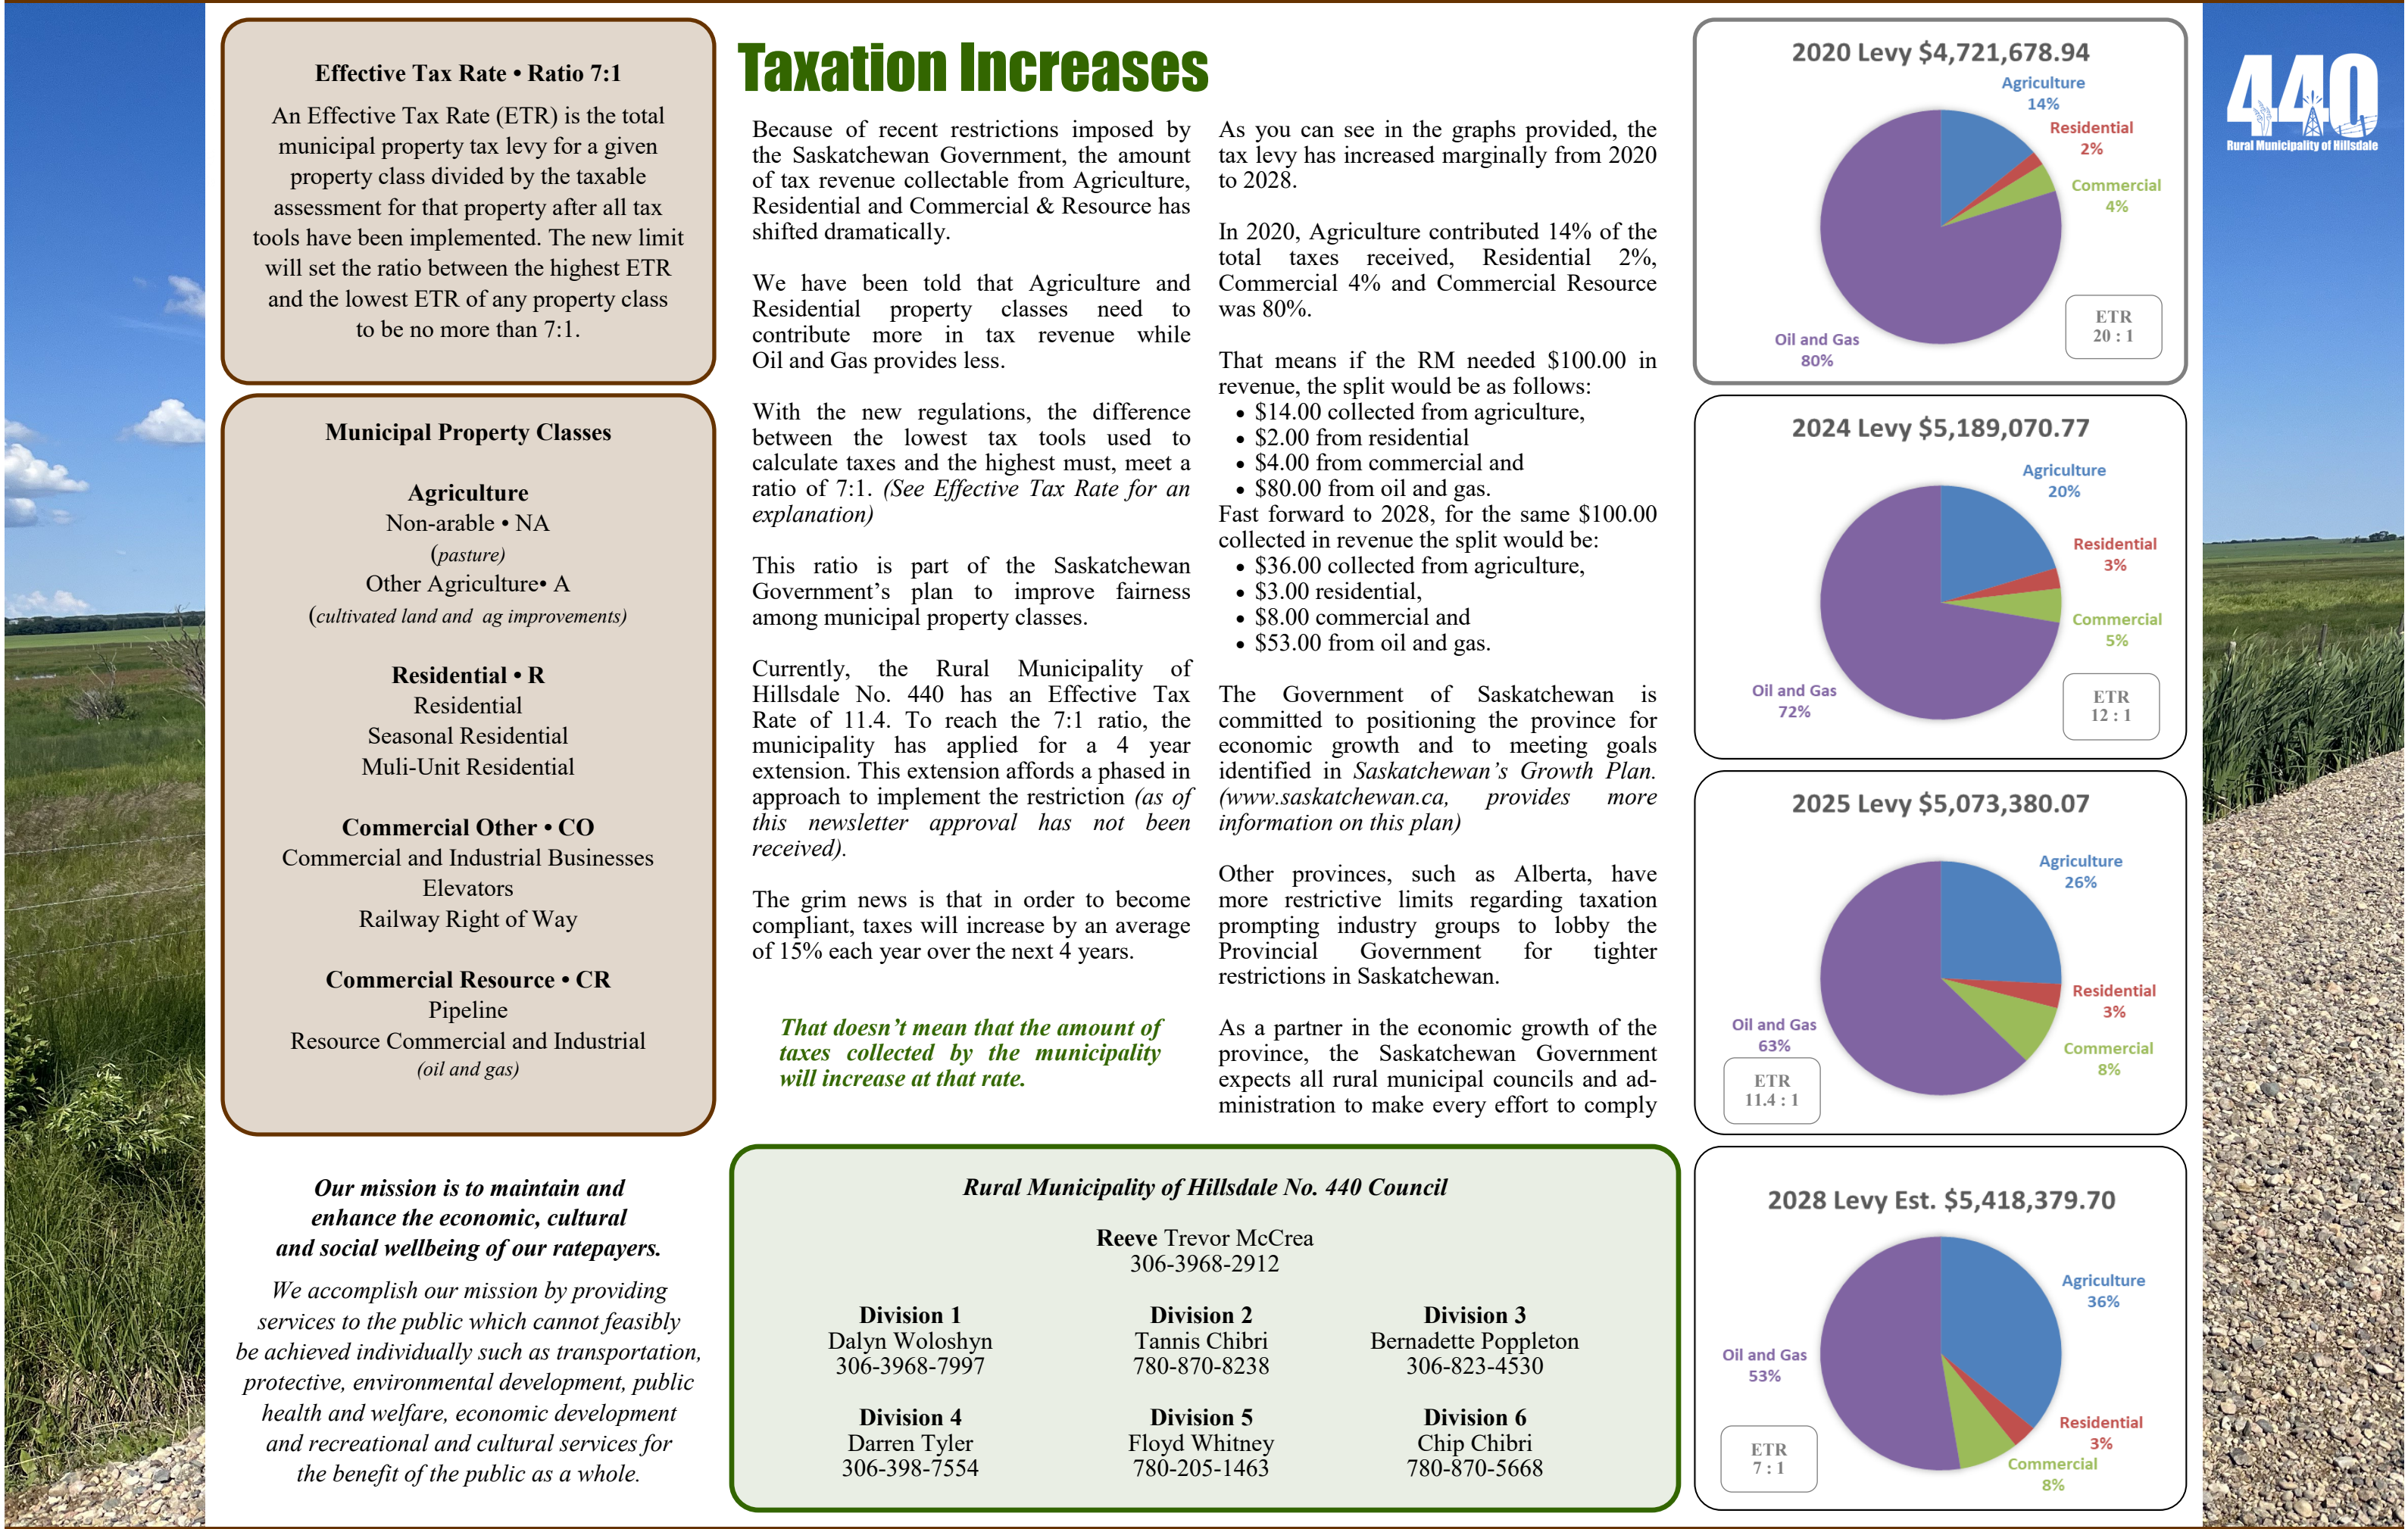 Effective Tax Rate • Ratio 7:1
An Effective Tax Rate (ETR) is the total
municipal property tax levy for a given
property class divided by the taxable
assessment for that property after all tax
tools have been implemented. The new limit
will set the ratio between the highest ETR
and the lowest ETR of any property class
to be no more than 7:1.
Municipal Property Classes
Agriculture
Non-arable • NA
(pasture)
Other Agriculture• A
(cultivated land and ag improvements)
Residential • R
Residential
Seasonal Residential
Muli-Unit Residential
Commercial Other • CO
Commercial and Industrial Businesses
Elevators
Railway Right of Way
Commercial Resource • CR
Pipeline
Resource Commercial and Industrial
(oil and gas)
Our mission is to maintain and
enhance the economic, cultural
and social wellbeing of our ratepayers.
We accomplish our mission by providing
services to the public which cannot feasibly
be achieved individually such as transportation,
protective, environmental development, public
health and welfare, economic development
and recreational and cultural services for
the benefit of the public as a whole.
Taxation Increases
Because of recent restrictions imposed by
the Saskatchewan Government, the amount
of tax revenue collectable from Agriculture,
Residential and Commercial & Resource has
shifted dramatically.
We have been told that Agriculture and
Residential property classes need to
contribute more in tax revenue while
Oil and Gas provides less.
With the new regulations, the difference
between the lowest tax tools used to
calculate taxes and the highest must, meet a
ratio of 7:1. (See Effective Tax Rate for an
explanation)
This ratio is part of the Saskatchewan
Government’s plan to improve fairness
among municipal property classes.
Currently, the Rural Municipality of
Hillsdale No. 440 has an Effective Tax
Rate of 11.4. To reach the 7:1 ratio, the
municipality has applied for a 4 year
extension. This extension affords a phased in
approach to implement the restriction (as of
this newsletter approval has not been
received).
The grim news is that in order to become
compliant, taxes will increase by an average
of 15% each year over the next 4 years.
That doesn’t mean that the amount of
taxes collected by the municipality
will increase at that rate.
As you can see in the graphs provided, the
tax levy has increased marginally from 2020
to 2028.
In 2020, Agriculture contributed 14% of the
total taxes received, Residential 2%,
Commercial 4% and Commercial Resource
was 80%.
That means if the RM needed $100.00 in
revenue, the split would be as follows:
• $14.00 collected from agriculture,
• $2.00 from residential
• $4.00 from commercial and
• $80.00 from oil and gas.
Fast forward to 2028, for the same $100.00
collected in revenue the split would be:
• $36.00 collected from agriculture,
• $3.00 residential,
• $8.00 commercial and
• $53.00 from oil and gas.
The Government of Saskatchewan is
committed to positioning the province for
economic growth and to meeting goals
identified in Saskatchewan’s Growth Plan.
(www.saskatchewan.ca, provides more
information on this plan)
Other provinces, such as Alberta, have
more restrictive limits regarding taxation
prompting industry groups to lobby the
Provincial Government for tighter
restrictions in Saskatchewan.
As a partner in the economic growth of the
province, the Saskatchewan Government
expects all rural municipal councils and ad-
ministration to make every effort to comply
Rural Municipality of Hillsdale No. 440 Council
Reeve Trevor McCrea
306-3968-2912
Division 1
Dalyn Woloshyn
306-3968-7997
Division 2
Tannis Chibri
780-870-8238
Division 3
Bernadette Poppleton
306-823-4530
Division 4
Darren Tyler
306-398-7554
Division 5
Floyd Whitney
780-205-1463
Division 6
Chip Chibri
780-870-5668
2020 Levy $4,721,678.94
Agriculture
14%
Residential
2%
Commercial
4%
Oil and Gas
80%
ETR
20 : 1
2024 Levy $5,189,070.77
Agriculture
20%
Residential
3%
Commercial
5%
Oil and Gas
72%
ETR
12 : 1
2025 Levy $5,073,380.07
Agriculture
26%
Residential
3%
Commercial
8%
Oil and Gas
63%
ETR
11.4 : 1
2028 Levy Est. $5,418,379.70
Agriculture
36%
Residential
3%
Commercial
8%
Oil and Gas
53%
ETR
7 : 1
440
Rural Municipality of Hillsdale